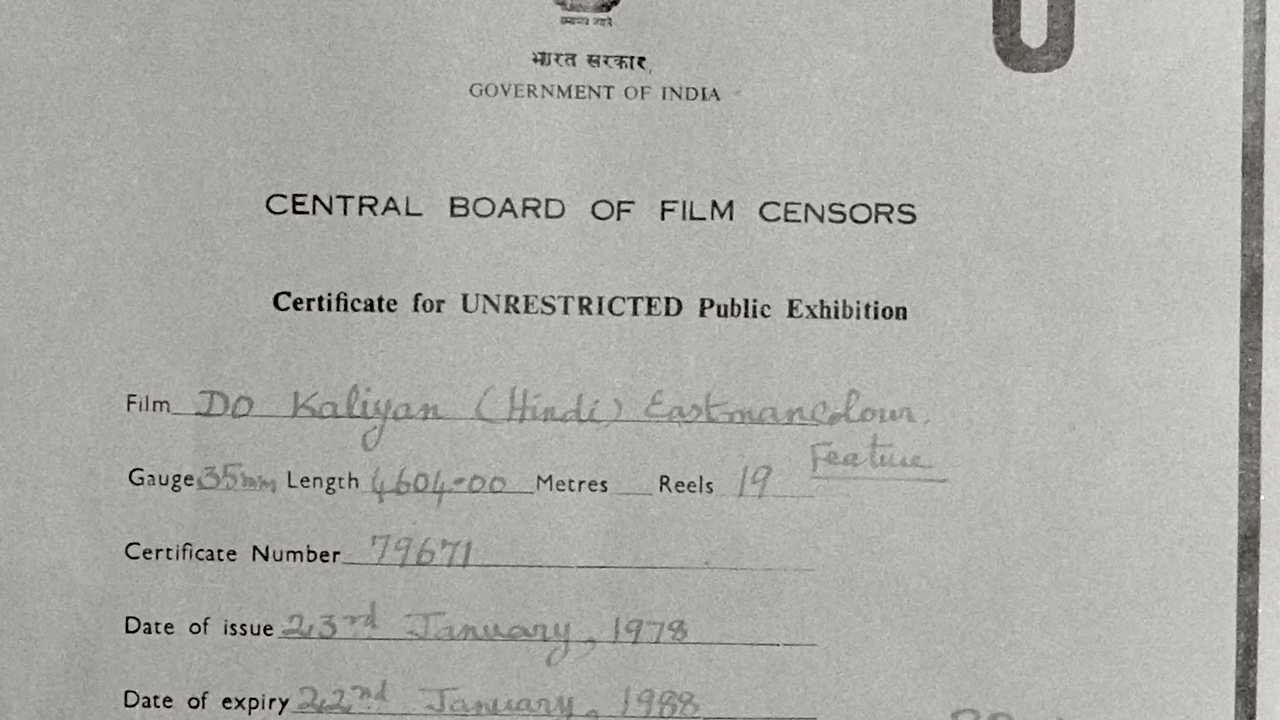 भारत सरकार
GOVERNMENT OF INDIA
U
CENTRAL BOARD OF FILM CENSORS
Certificate for UNRESTRICTED Public Exhibition
Film Do Kaliyan (Hindi) Eastmancolour.
Feature
Gauge 35mm Length 4604-00 Metres Reels 19
Certificate Number 79671
Date of issue 23rd January, 1978
Date of expiry 22nd January, 1988